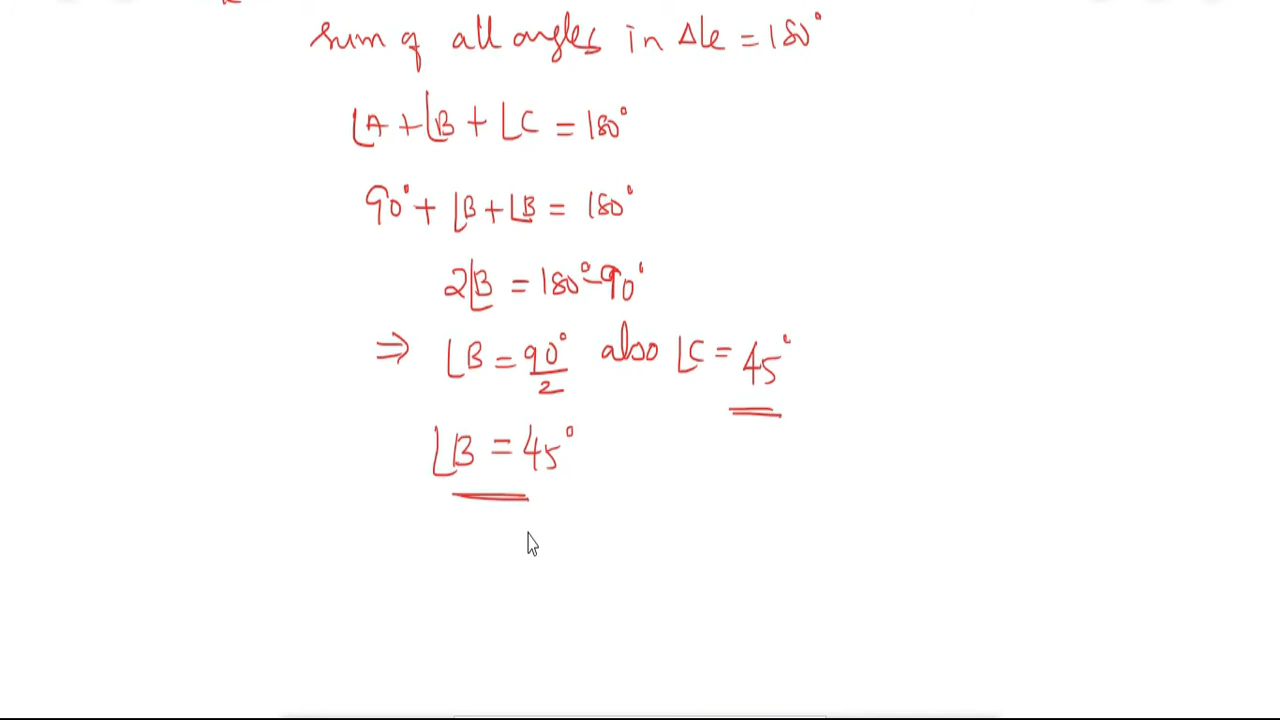 sum of all angles in Δle = 180°
∠A + ∠B + ∠C = 180°
90° + ∠B + ∠B = 180°
2∠B = 180° - 90°
⇒ ∠B = 90°/2 also ∠C = 45°
∠B = 45°